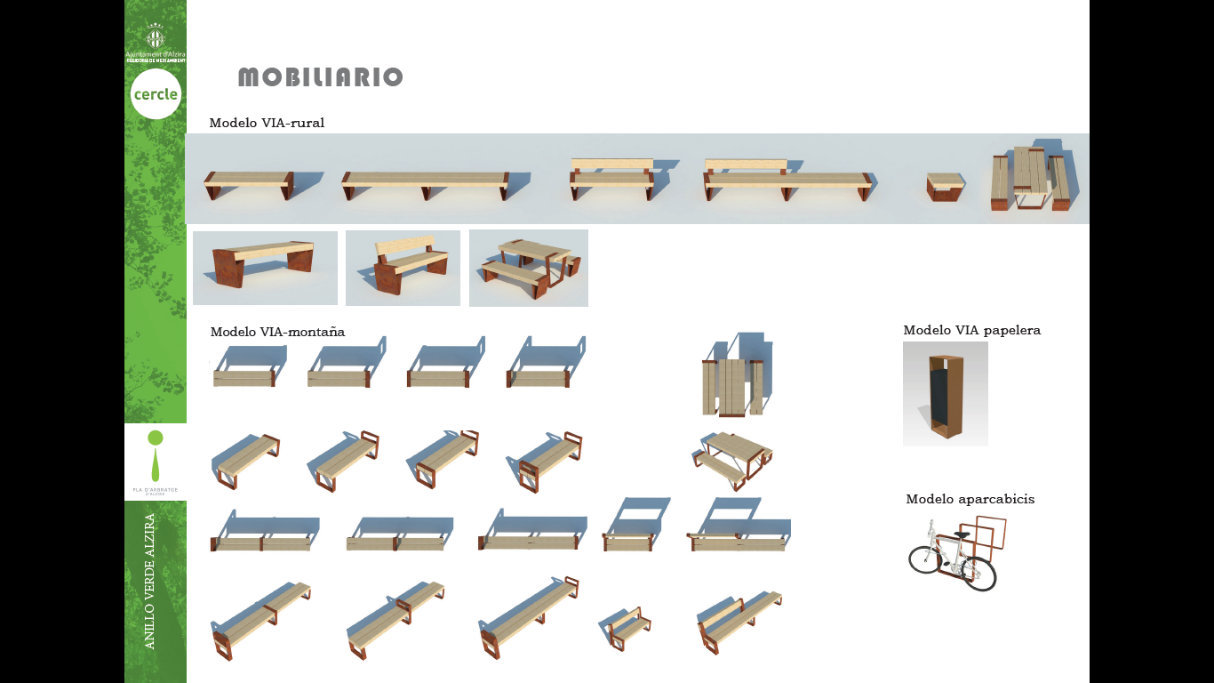 Ajuntament d'Alzira
cercle
MOBILIARIO
Modelo VIA-rural
Modelo VIA-montaña
Modelo VIA papelera
Modelo aparcabicis
PLA D'ARBRATGE
D'ALZIRA
ANILLO VERDE ALZIRA